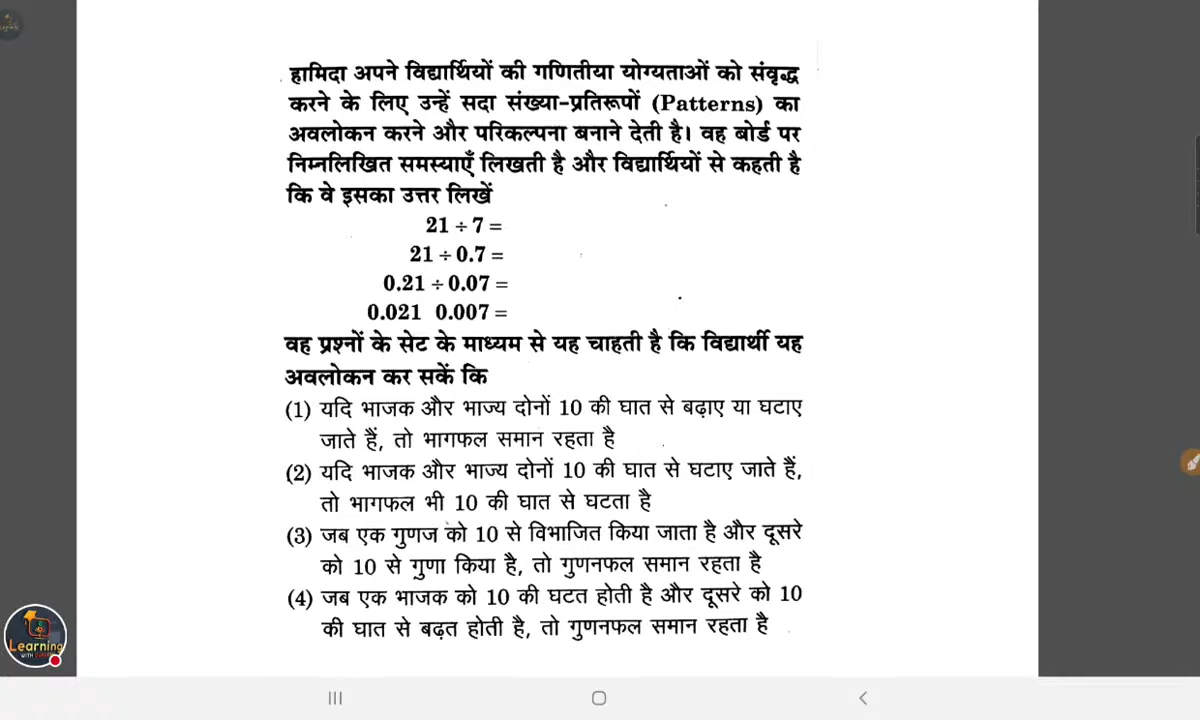 हामिदा अपने विद्यार्थियों की गणितीया योग्यताओं को संवृद्ध
करने के लिए उन्हें सदा संख्या-प्रतिरूपों (Patterns) का
अवलोकन करने और परिकल्पना बनाने देती है। वह बोर्ड पर
निम्नलिखित समस्याएँ लिखती है और विद्यार्थियों से कहती है
कि वे इसका उत्तर लिखें
21 ÷ 7 =
21 ÷ 0.7 =
0.21 ÷ 0.07 =
0.021 0.007 =
वह प्रश्नों के सेट के माध्यम से यह चाहती है कि विद्यार्थी यह
अवलोकन कर सकें कि
(1) यदि भाजक और भाज्य दोनों 10 की घात से बढ़ाए या घटाए
जाते हैं, तो भागफल समान रहता है
(2) यदि भाजक और भाज्य दोनों 10 की घात से घटाए जाते हैं,
तो भागफल भी 10 की घात से घटता है
(3) जब एक गुणज को 10 से विभाजित किया जाता है और दूसरे
को 10 से गुणा किया है, तो गुणनफल समान रहता है
(4) जब एक भाजक को 10 की घटत होती है और दूसरे को 10
की घात से बढ़त होती है, तो गुणनफल समान रहता है
Learning